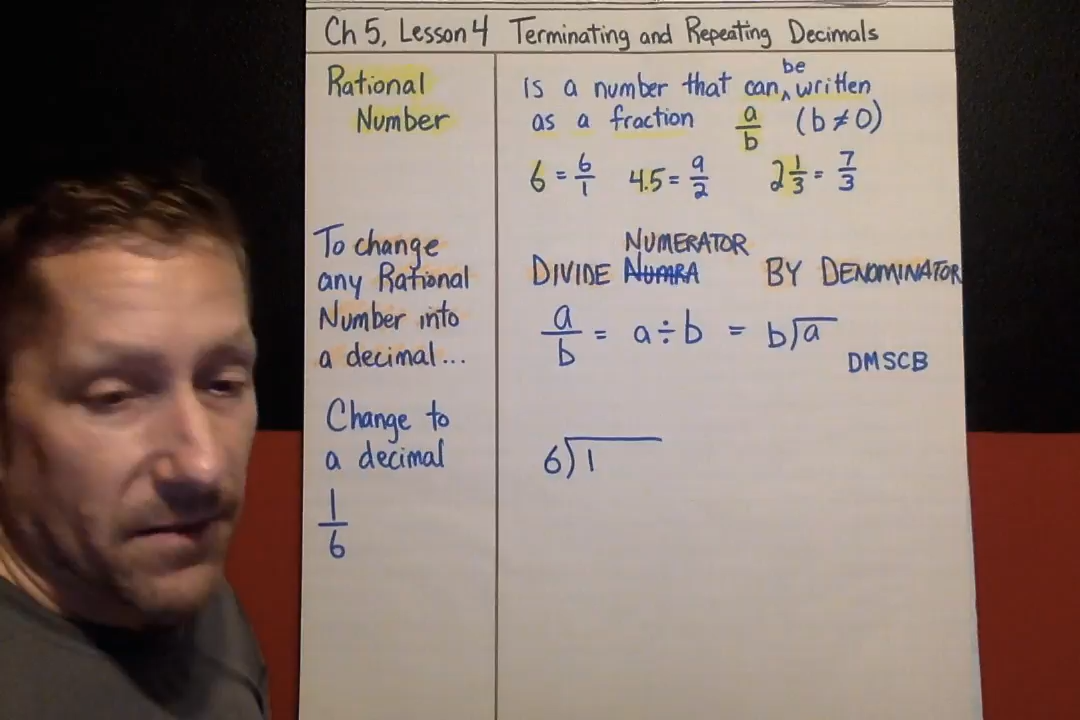 Ch 5, Lesson 4 Terminating and Repeating Decimals
Rational
Number
is a number that can be written
as a fraction a/b (b ≠ 0)
6 = 6/1 4.5 = 9/2 2 1/3 = 7/3
To change
any Rational
Number into
a decimal...
NUMERATOR
DIVIDE NUMRA BY DENOMINATOR
a/b = a ÷ b = b)a
DMSCB
Change to
a decimal
1/6
6)1